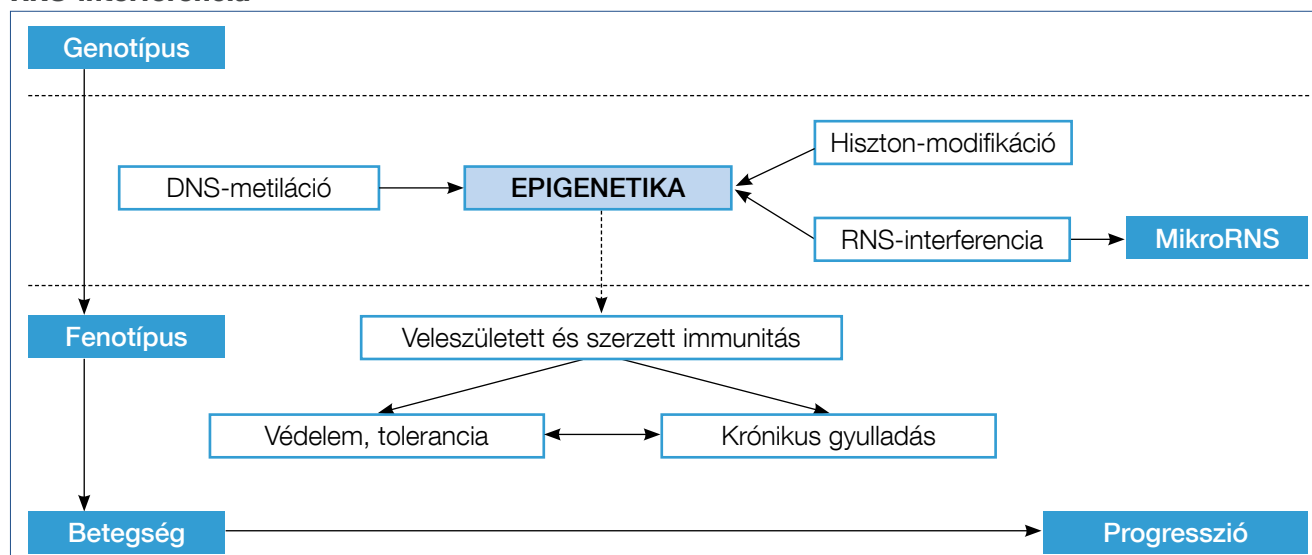 Genotípus
Hiszton-modifikáció
DNS-metiláció
EPIGENETIKA
RNS-interferencia
MikroRNS
Fenotípus
Veleszületett és szerzett immunitás
Védelem, tolerancia
Krónikus gyulladás
Betegség
Progresszió